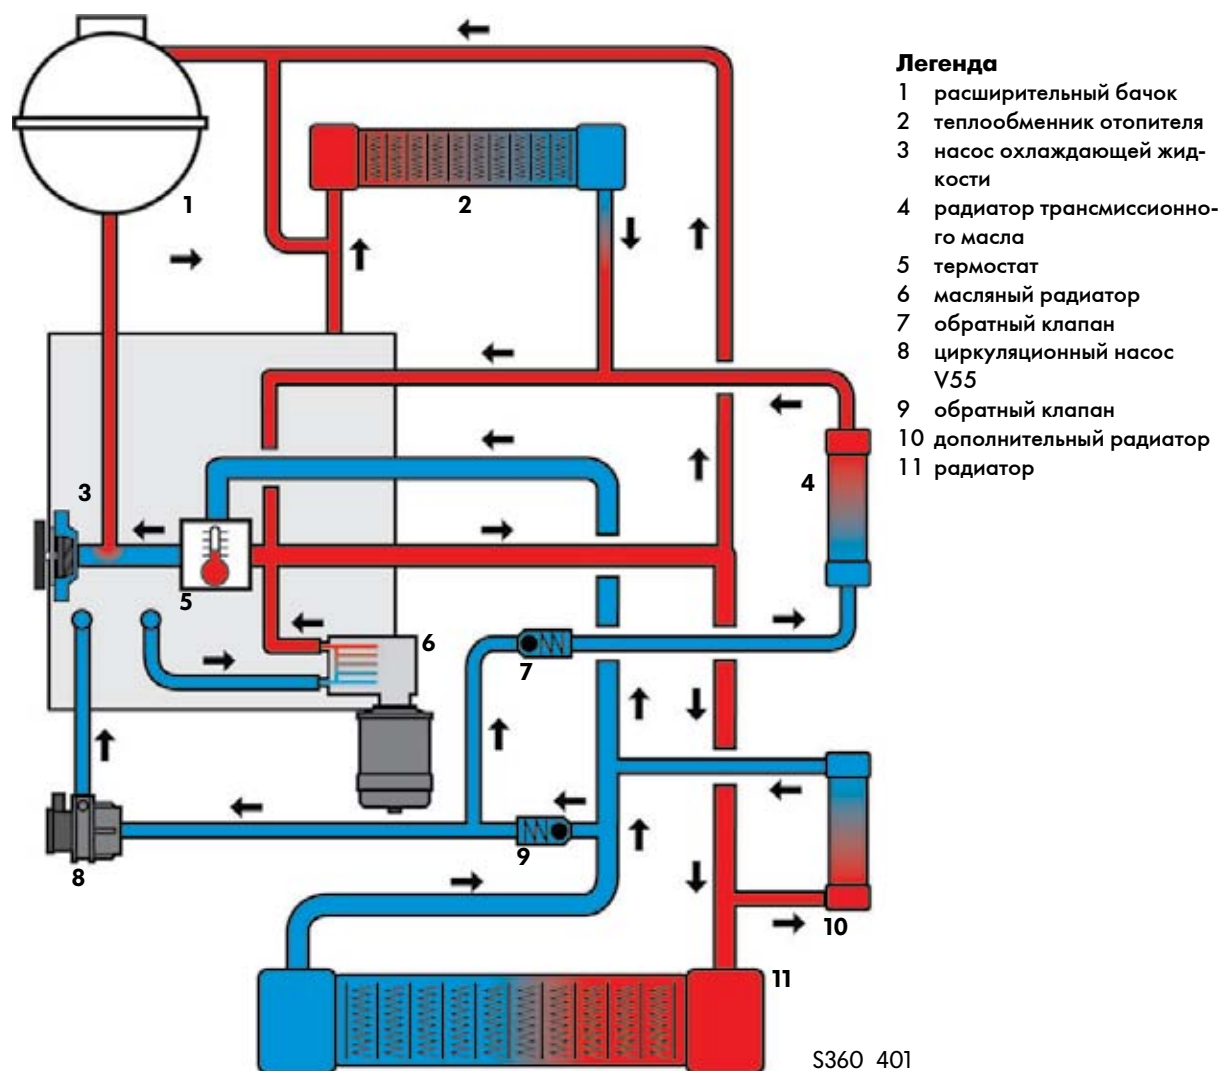 Легенда
1 расширительный бачок
2 теплообменник отопителя
3 насос охлаждающей жид-
кости
4 радиатор трансмиссионно-
го масла
5 термостат
6 масляный радиатор
7 обратный клапан
8 циркуляционный насос
V55
9 обратный клапан
10 дополнительный радиатор
11 радиатор
1
2
3
4
5
6
7
8
9
10
11
S360_401